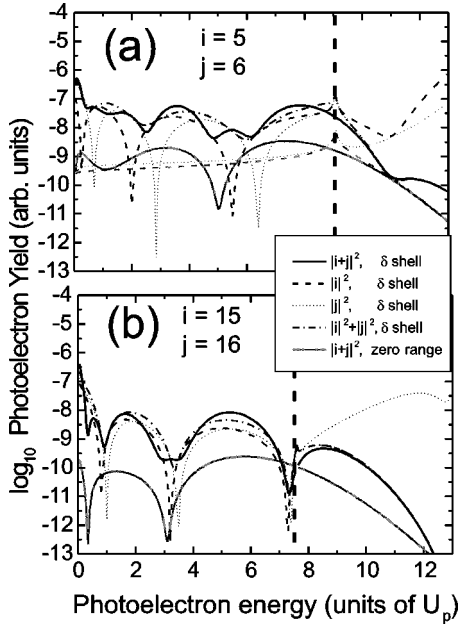 -4
(a)
i = 5
j = 6
-5
-6
-7
-8
-9
-10
-11
-12
-13
log10 Photoelectron Yield (arb. units)
|i+j|², δ shell
|i|², δ shell
|j|², δ shell
|i|²+|j|², δ shell
|i+j|², zero range
-4
(b)
i = 15
j = 16
-5
-6
-7
-8
-9
-10
-11
-12
-13
0 2 4 6 8 10 12
Photoelectron energy (units of Up)